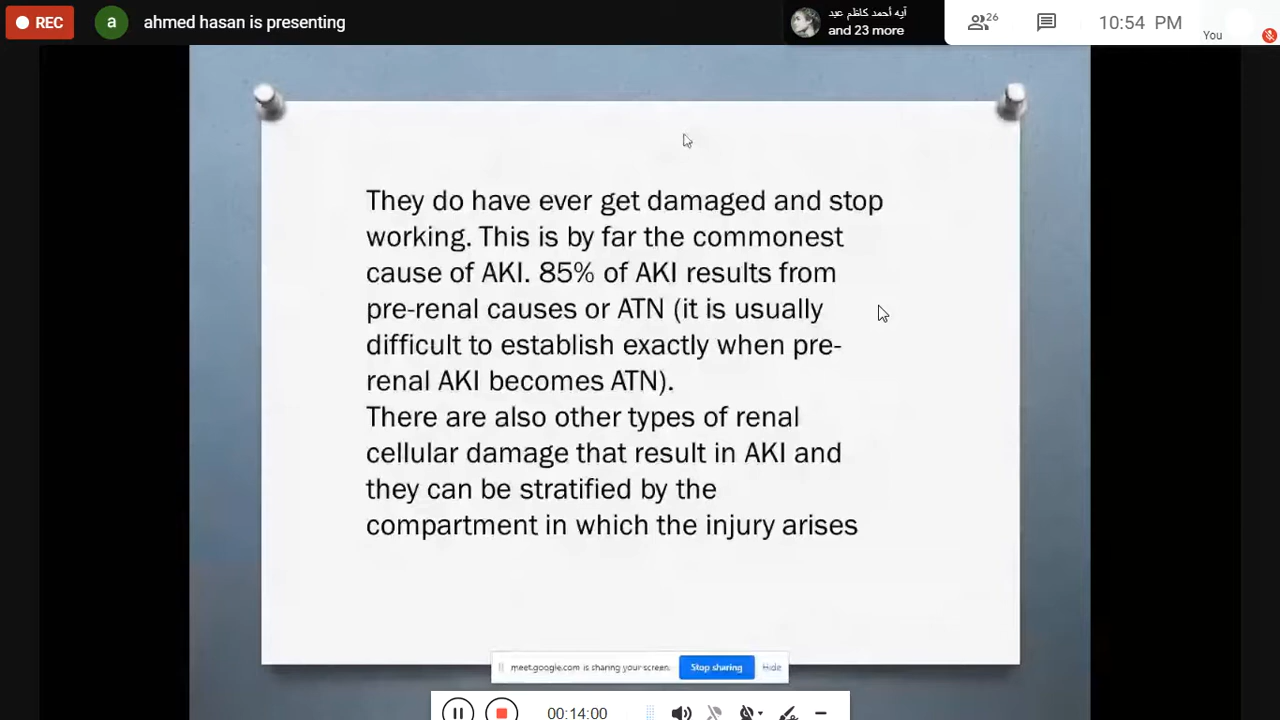 REC
a
ahmed hasan is presenting
آيه أحمد كاظم عبد
and 23 more
26
10:54 PM
You
They do have ever get damaged and stop
working. This is by far the commonest
cause of AKI. 85% of AKI results from
pre-renal causes or ATN (it is usually
difficult to establish exactly when pre-
renal AKI becomes ATN).
There are also other types of renal
cellular damage that result in AKI and
they can be stratified by the
compartment in which the injury arises
meet.google.com is sharing your screen.
Stop sharing
Hide
00:14:00